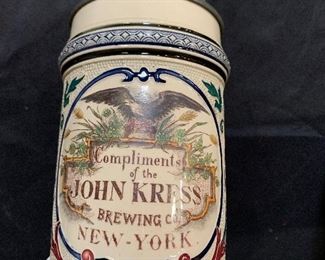 Compliments
of the
JOHN KRESS
BREWING CO.
NEW-YORK.